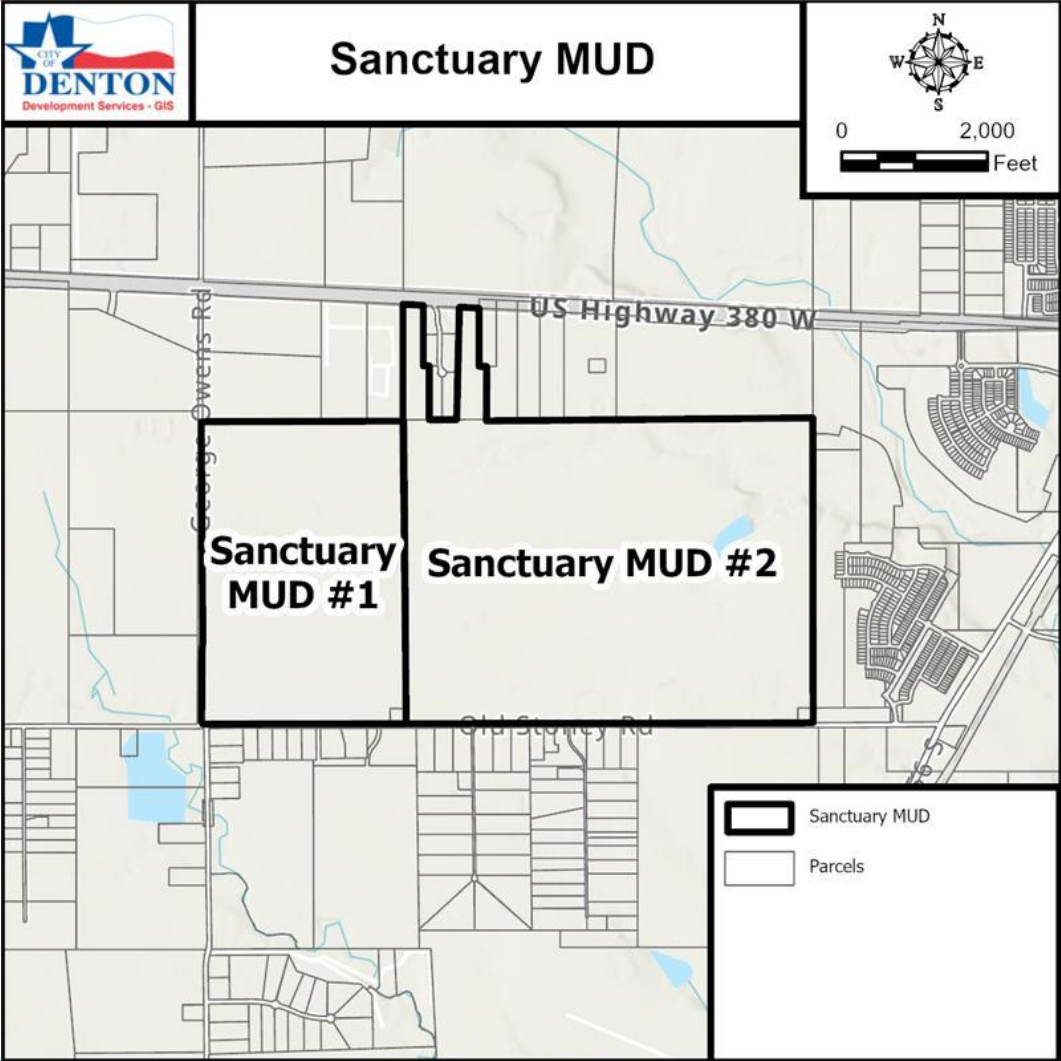 CITY
OF
DENTON
Development Services - GIS
Sanctuary MUD
N
W
E
S
0
2,000
Feet
US Highway 380 W
George Owens Rd
Sanctuary
MUD #1
Sanctuary MUD #2
Old Stoney Rd
Sanctuary MUD
Parcels